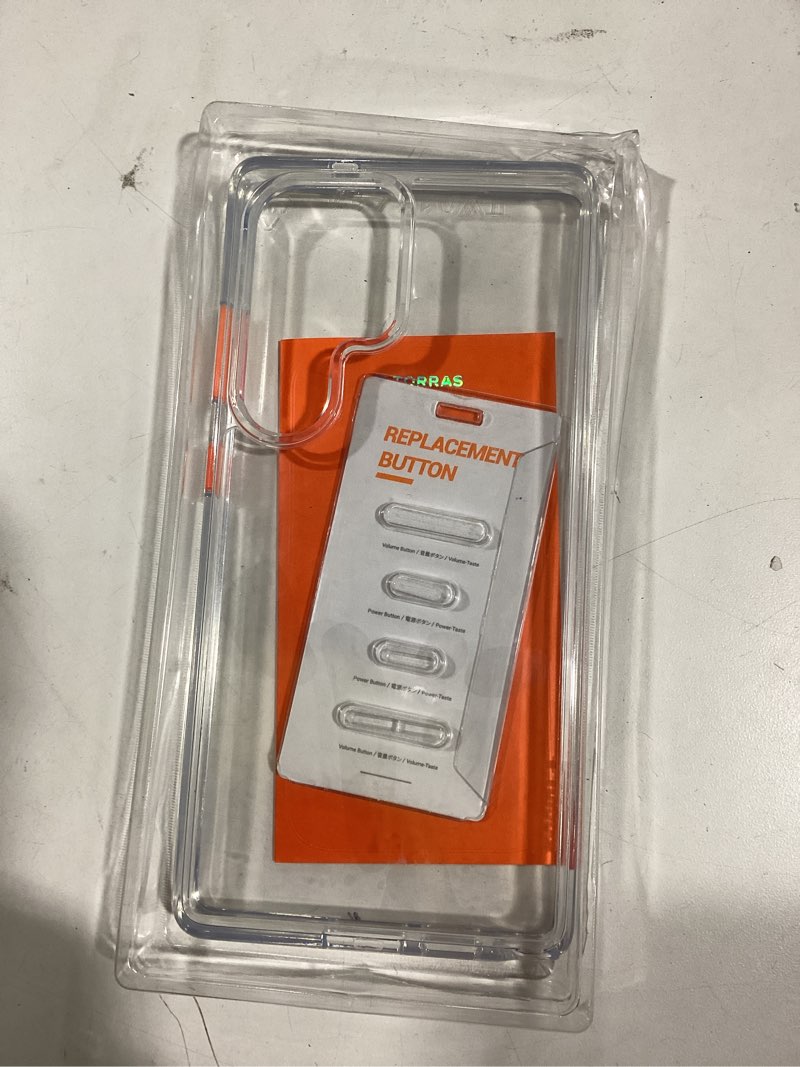 TORRAS
REPLACEMENT
BUTTON
Volume Button / 音量ボタン / Volume-Taste
Power Button / 電源ボタン / Power-Taste
Power Button / 電源ボタン / Power-Taste
Volume Button / 音量ボタン / Volume-Taste